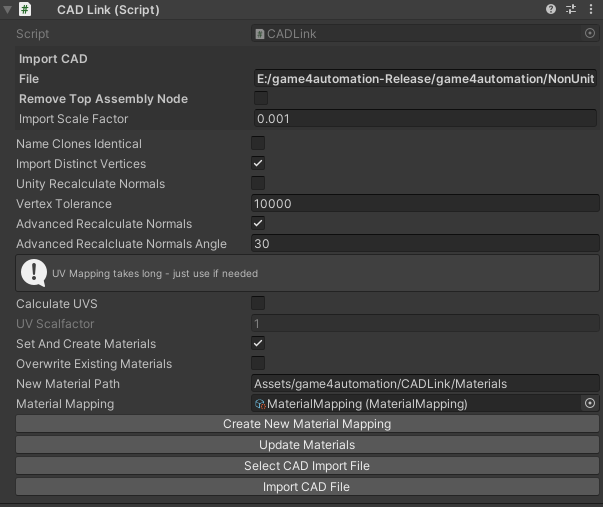 CAD Link (Script)
Script CADLink
Import CAD
File E:/game4automation-Release/game4automation/NonUnit
Remove Top Assembly Node
Import Scale Factor 0.001
Name Clones Identical
Import Distinct Vertices
Unity Recalculate Normals
Vertex Tolerance 10000
Advanced Recalculate Normals
Advanced Recalcluate Normals Angle 30
UV Mapping takes long - just use if needed
Calculate UVS
UV Scalfactor 1
Set And Create Materials
Overwrite Existing Materials
New Material Path Assets/game4automation/CADLink/Materials
Material Mapping MaterialMapping (MaterialMapping)
Create New Material Mapping
Update Materials
Select CAD Import File
Import CAD File